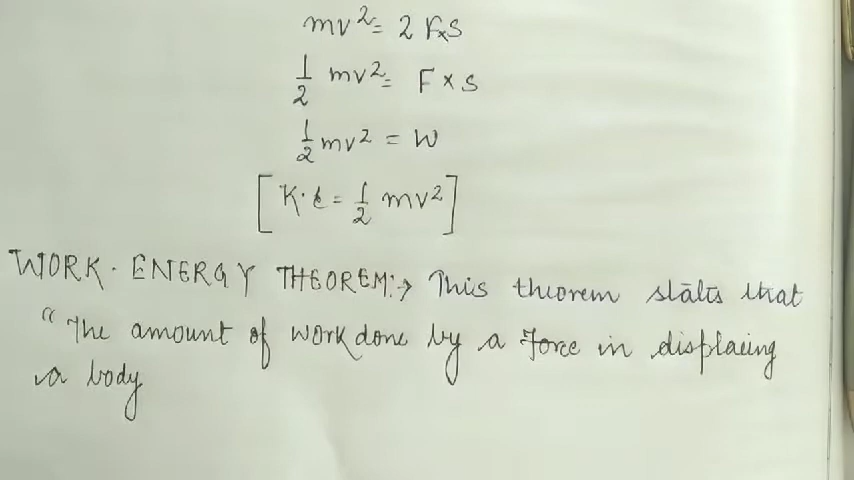 mv²= 2 F×S
1/2 mv²= F × S
1/2 mv² = W
[K·E = 1/2 mv²]
WORK · ENERGY THEOREM:→ This theorem states that
"The amount of work done by a Force in displacing
a body